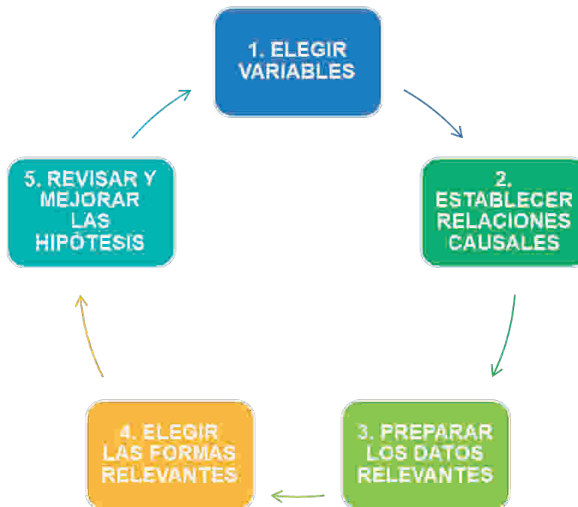 1. ELEGIR
VARIABLES
2.
ESTABLECER
RELACIONES
CAUSALES
3. PREPARAR
LOS DATOS
RELEVANTES
4. ELEGIR
LAS FORMAS
RELEVANTES
5. REVISAR Y
MEJORAR
LAS
HIPÓTESIS